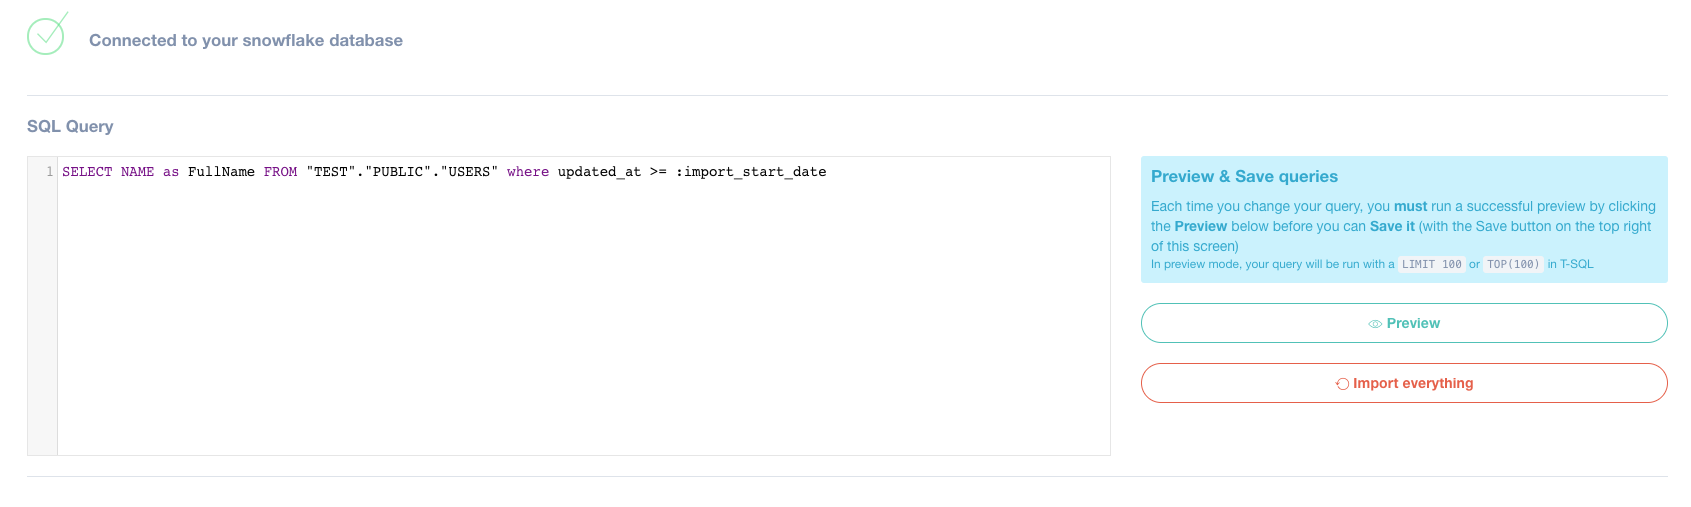 Connected to your snowflake database
SQL Query
1 SELECT NAME as FullName FROM "TEST"."PUBLIC"."USERS" where updated_at >= :import_start_date
Preview & Save queries
Each time you change your query, you must run a successful preview by clicking
the Preview below before you can Save it (with the Save button on the top right
of this screen)
In preview mode, your query will be run with a LIMIT 100 or TOP(100) in T-SQL
Preview
Import everything